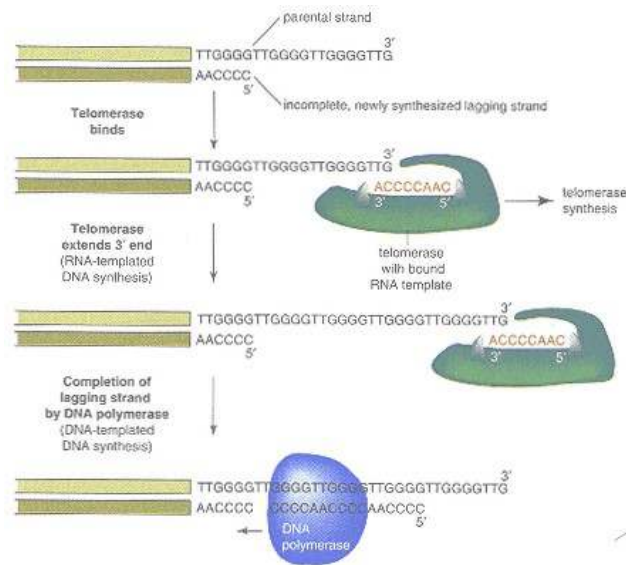 parental strand
3′
TTGGGGTTGGGGTTGGGGTTG
AACCCC
5′
incomplete, newly synthesized lagging strand
Telomerase
binds
3′
TTGGGGTTGGGGTTGGGGTTG
AACCCC
5′
ACCCCAAC
3′ 5′
telomerase
synthesis
Telomerase
extends 3′ end
(RNA-templated
DNA synthesis)
telomerase
with bound
RNA template
3′
TTGGGGTTGGGGTTGGGGTTGGGGTTGGGGTTG
AACCCC
5′
ACCCCAAC
3′ 5′
Completion of
lagging strand
by DNA polymerase
(DNA-templated
DNA synthesis)
3′
TTGGGGTTGGGGTTGGGGTTGGGGTTGGGGTTG
AACCCC CCCCAACCCCAACCCC
5′
DNA
polymerase